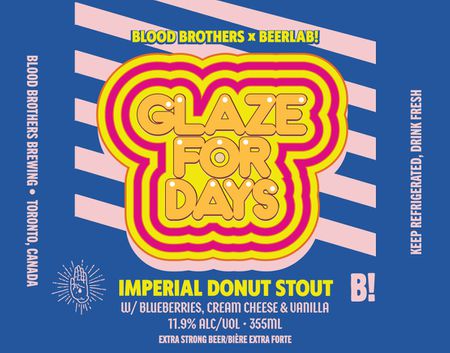 BLOOD BROTHERS x BEERLAB!
GLAZE
FOR
DAYS
IMPERIAL DONUT STOUT
W/ BLUEBERRIES, CREAM CHEESE & VANILLA
11.9% ALC/VOL • 355ML
EXTRA STRONG BEER/BIÈRE EXTRA FORTE
B!
BLOOD BROTHERS BREWING • TORONTO, CANADA
KEEP REFRIGERATED, DRINK FRESH